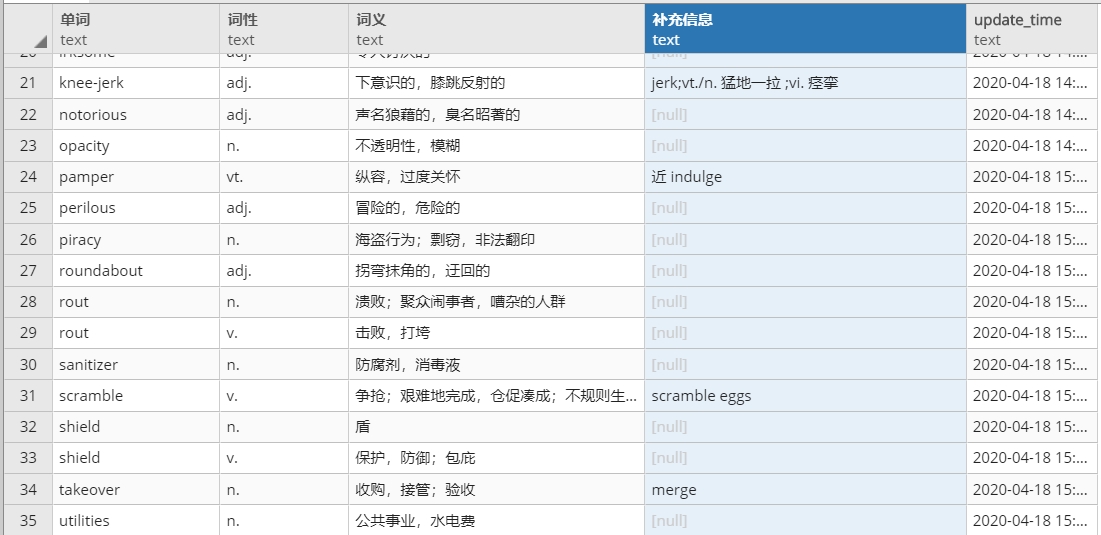 单词 词性 词义 补充信息 update_time
text text text text text
21 knee-jerk adj. 下意识的，膝跳反射的 jerk;vt./n. 猛地一拉 ;vi. 痉挛 2020-04-18 14:...
22 notorious adj. 声名狼藉的，臭名昭著的 [null] 2020-04-18 14:...
23 opacity n. 不透明性，模糊 [null] 2020-04-18 14:...
24 pamper vt. 纵容，过度关怀 近 indulge 2020-04-18 15:...
25 perilous adj. 冒险的，危险的 [null] 2020-04-18 15:...
26 piracy n. 海盗行为；剽窃，非法翻印 [null] 2020-04-18 15:...
27 roundabout adj. 拐弯抹角的，迂回的 [null] 2020-04-18 15:...
28 rout n. 溃败；聚众闹事者，嘈杂的人群 [null] 2020-04-18 15:...
29 rout v. 击败，打垮 [null] 2020-04-18 15:...
30 sanitizer n. 防腐剂，消毒液 [null] 2020-04-18 15:...
31 scramble v. 争抢；艰难地完成，仓促凑成；不规则生... scramble eggs 2020-04-18 15:...
32 shield n. 盾 [null] 2020-04-18 15:...
33 shield v. 保护，防御；包庇 [null] 2020-04-18 15:...
34 takeover n. 收购，接管；验收 merge 2020-04-18 15:...
35 utilities n. 公共事业，水电费 [null] 2020-04-18 15:...